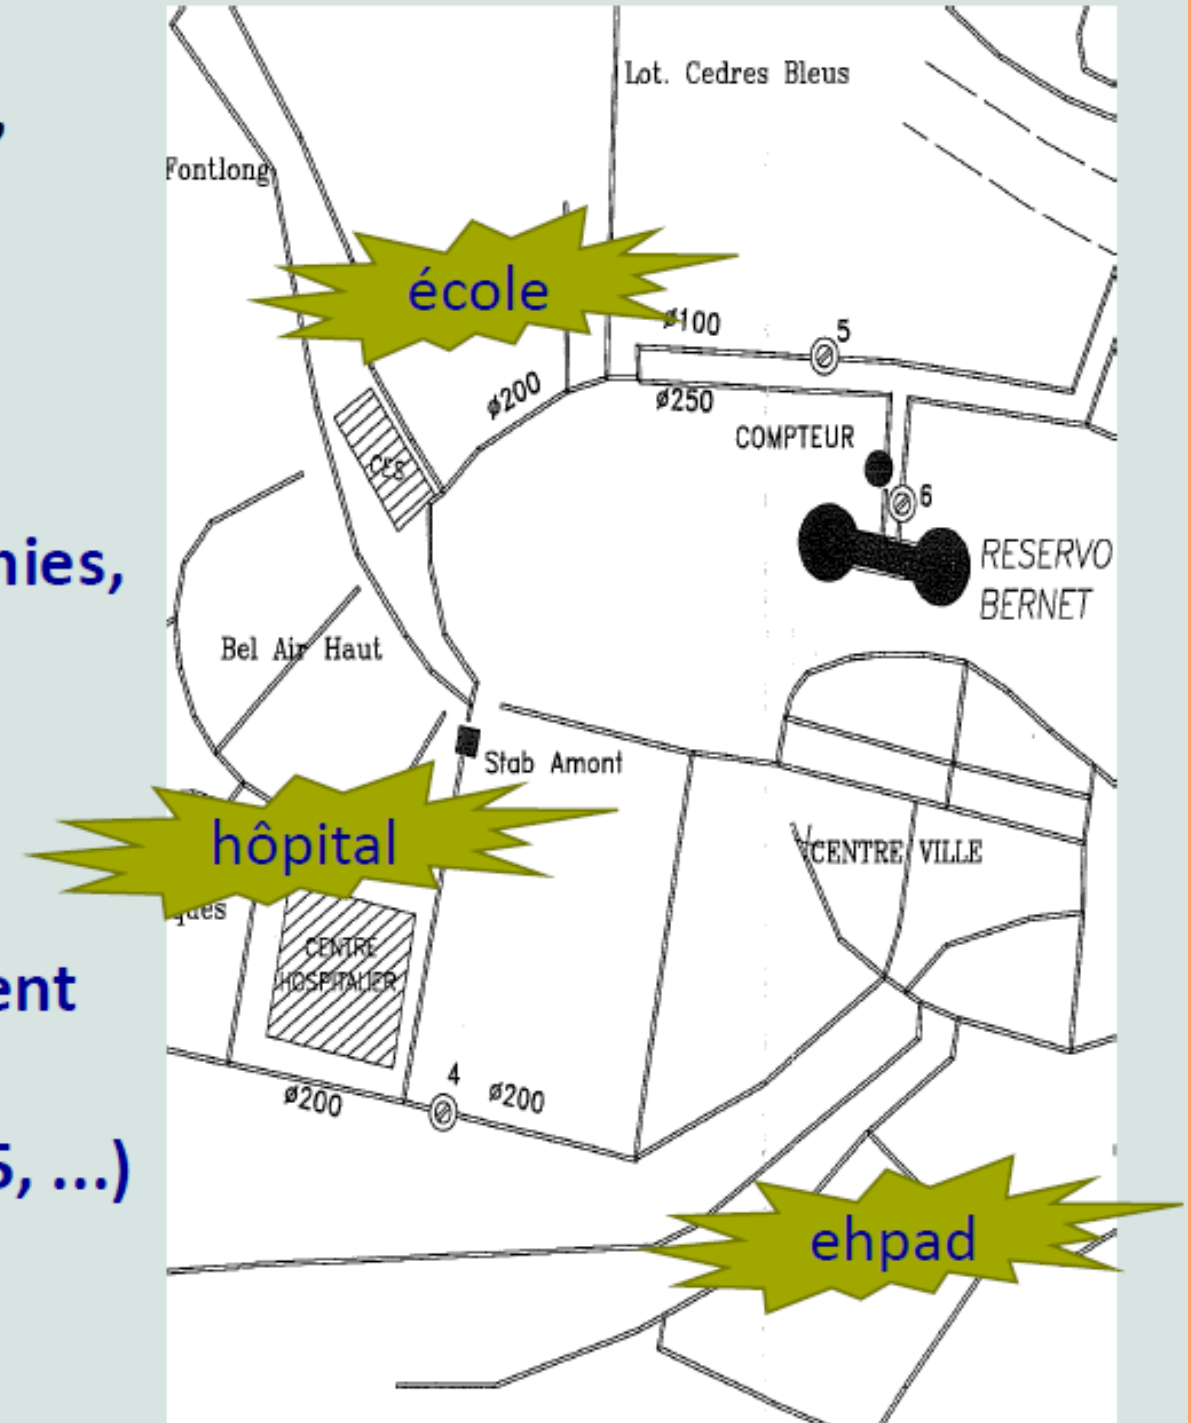 ,
Lot. Cedres Bleus
Fontlong
école
ø100
5
ø200
ø250
COMPTEUR
CES
6
nies,
RESERVO
BERNET
Bel Air Haut
Stab Amont
hôpital
CENTRE VILLE
ques
CENTRE
HOSPITALIER
ent
4
ø200
ø200
5, ...)
ehpad